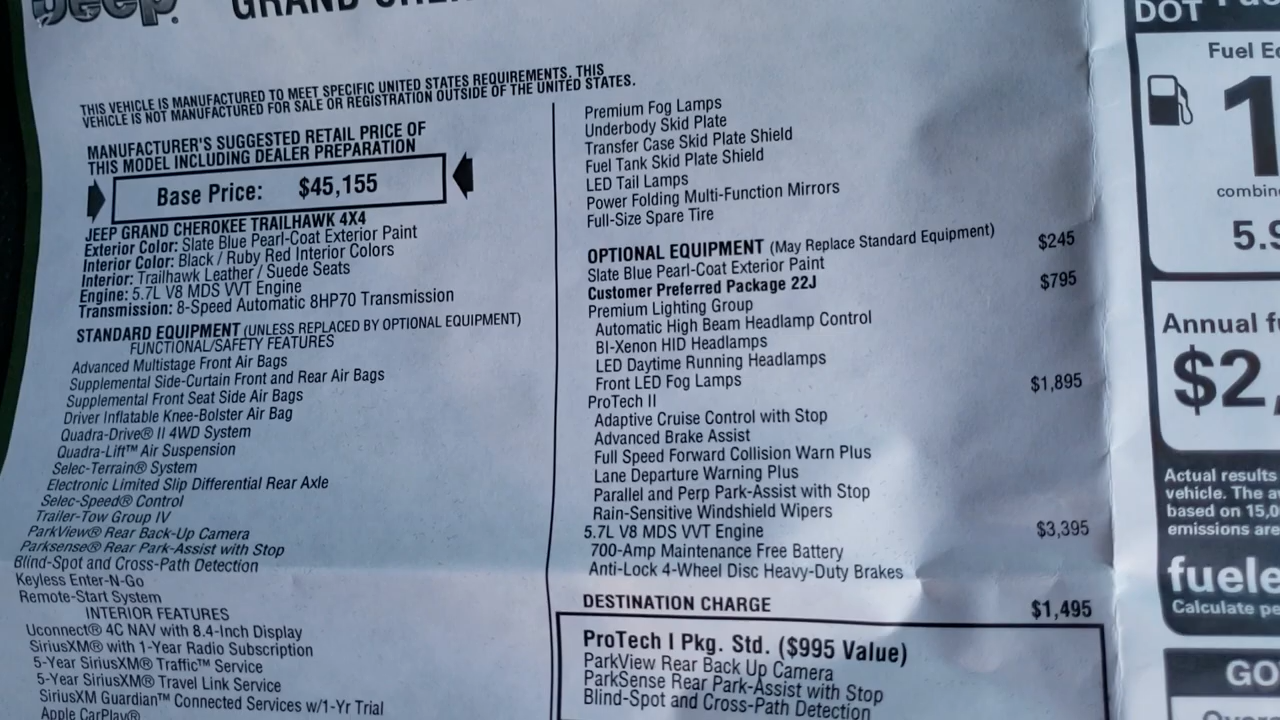 Jeep®
THIS VEHICLE IS MANUFACTURED TO MEET SPECIFIC UNITED STATES REQUIREMENTS. THIS
VEHICLE IS NOT MANUFACTURED FOR SALE OR REGISTRATION OUTSIDE OF THE UNITED STATES.
MANUFACTURER'S SUGGESTED RETAIL PRICE OF
THIS MODEL INCLUDING DEALER PREPARATION
Base Price: $45,155
JEEP GRAND CHEROKEE TRAILHAWK 4X4
Exterior Color: Slate Blue Pearl-Coat Exterior Paint
Interior Color: Black / Ruby Red Interior Colors
Interior: Trailhawk Leather / Suede Seats
Engine: 5.7L V8 MDS VVT Engine
Transmission: 8-Speed Automatic 8HP70 Transmission
STANDARD EQUIPMENT (UNLESS REPLACED BY OPTIONAL EQUIPMENT)
FUNCTIONAL/SAFETY FEATURES
Advanced Multistage Front Air Bags
Supplemental Side-Curtain Front and Rear Air Bags
Supplemental Front Seat Side Air Bags
Driver Inflatable Knee-Bolster Air Bag
Quadra-Drive® II 4WD System
Quadra-Lift™ Air Suspension
Selec-Terrain® System
Electronic Limited Slip Differential Rear Axle
Selec-Speed® Control
Trailer-Tow Group IV
ParkView® Rear Back-Up Camera
Parksense® Rear Park-Assist with Stop
Blind-Spot and Cross-Path Detection
Keyless Enter-N-Go
Remote-Start System
INTERIOR FEATURES
Uconnect® 4C NAV with 8.4-Inch Display
SiriusXM® with 1-Year Radio Subscription
5-Year SiriusXM® Traffic™ Service
5-Year SiriusXM® Travel Link Service
SiriusXM Guardian™ Connected Services w/1-Yr Trial
Apple CarPlay®
Premium Fog Lamps
Underbody Skid Plate
Transfer Case Skid Plate Shield
Fuel Tank Skid Plate Shield
LED Tail Lamps
Power Folding Multi-Function Mirrors
Full-Size Spare Tire
OPTIONAL EQUIPMENT (May Replace Standard Equipment)
Slate Blue Pearl-Coat Exterior Paint $245
Customer Preferred Package 22J
Premium Lighting Group $795
Automatic High Beam Headlamp Control
BI-Xenon HID Headlamps
LED Daytime Running Headlamps
Front LED Fog Lamps
ProTech II $1,895
Adaptive Cruise Control with Stop
Advanced Brake Assist
Full Speed Forward Collision Warn Plus
Lane Departure Warning Plus
Parallel and Perp Park-Assist with Stop
Rain-Sensitive Windshield Wipers
5.7L V8 MDS VVT Engine $3,395
700-Amp Maintenance Free Battery
Anti-Lock 4-Wheel Disc Heavy-Duty Brakes
DESTINATION CHARGE $1,495
ProTech I Pkg. Std. ($995 Value)
ParkView Rear Back Up Camera
ParkSense Rear Park-Assist with Stop
Blind-Spot and Cross-Path Detection
DOT
Fuel
1
5.9
Annual
$2,
Actual results
vehicle. The
based on
emissions are
Calculate
GO